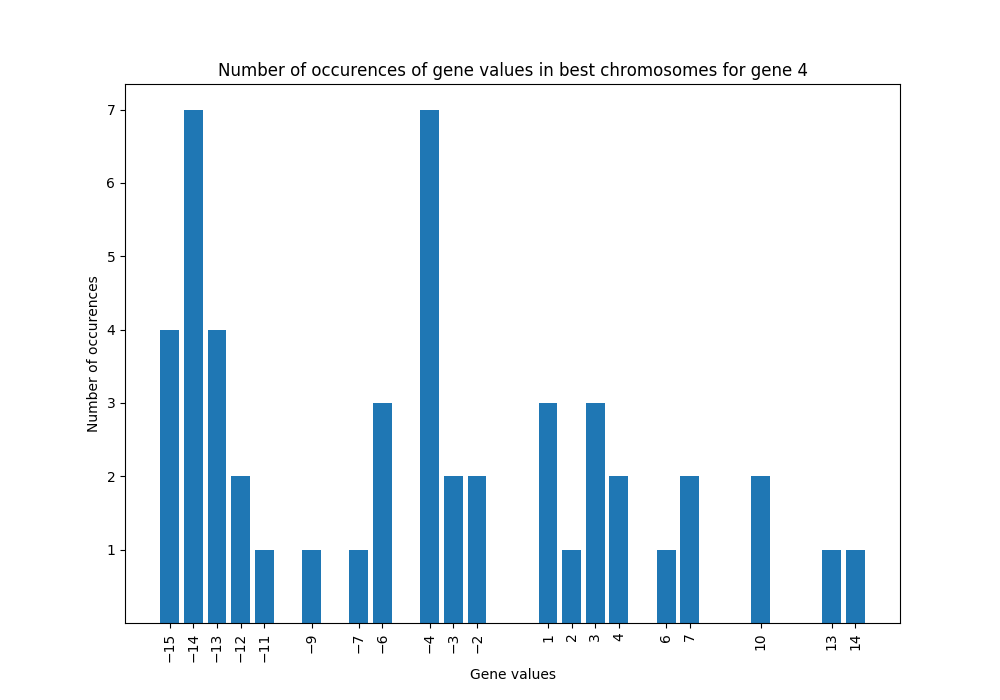 Number of occurences of gene values in best chromosomes for gene 4
Number of occurences
7
6
5
4
3
2
1
−15 −14 −13 −12 −11 −9 −7 −6 −4 −3 −2 1 2 3 4 6 7 10 13 14
Gene values